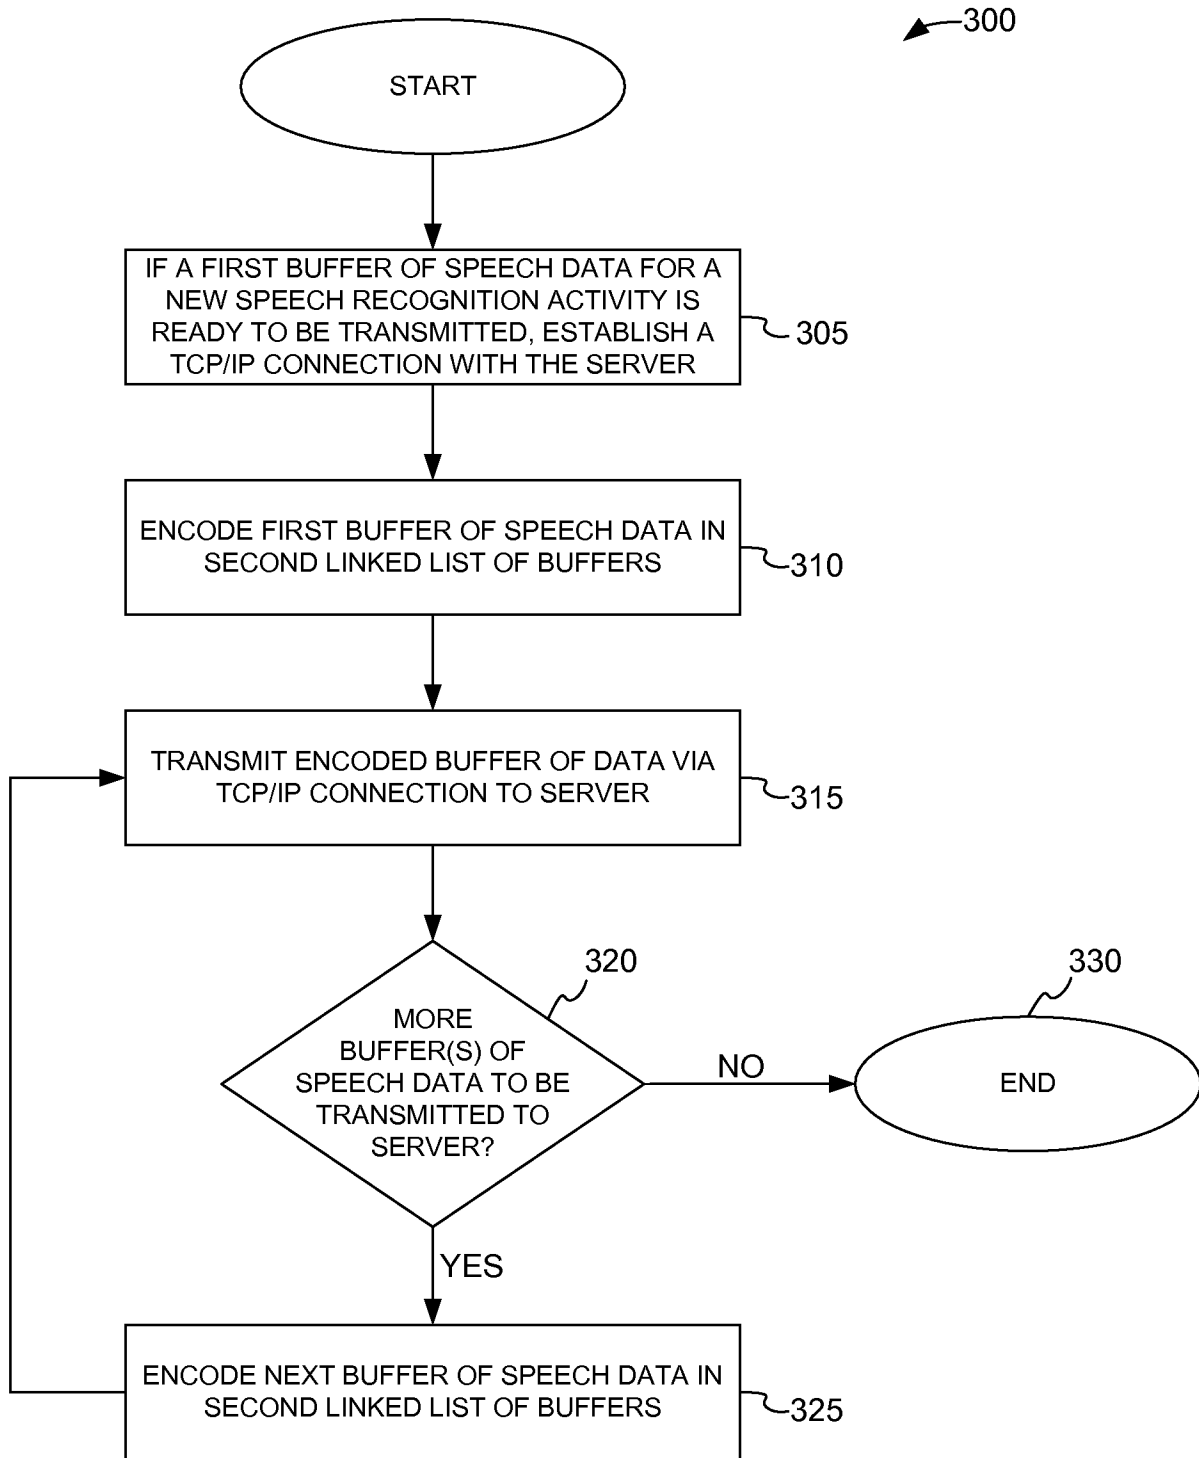 300
START
IF A FIRST BUFFER OF SPEECH DATA FOR A
NEW SPEECH RECOGNITION ACTIVITY IS
READY TO BE TRANSMITTED, ESTABLISH A
TCP/IP CONNECTION WITH THE SERVER
305
ENCODE FIRST BUFFER OF SPEECH DATA IN
SECOND LINKED LIST OF BUFFERS
310
TRANSMIT ENCODED BUFFER OF DATA VIA
TCP/IP CONNECTION TO SERVER
315
320
MORE
BUFFER(S) OF
SPEECH DATA TO BE
TRANSMITTED TO
SERVER?
NO
330
END
YES
ENCODE NEXT BUFFER OF SPEECH DATA IN
SECOND LINKED LIST OF BUFFERS
325